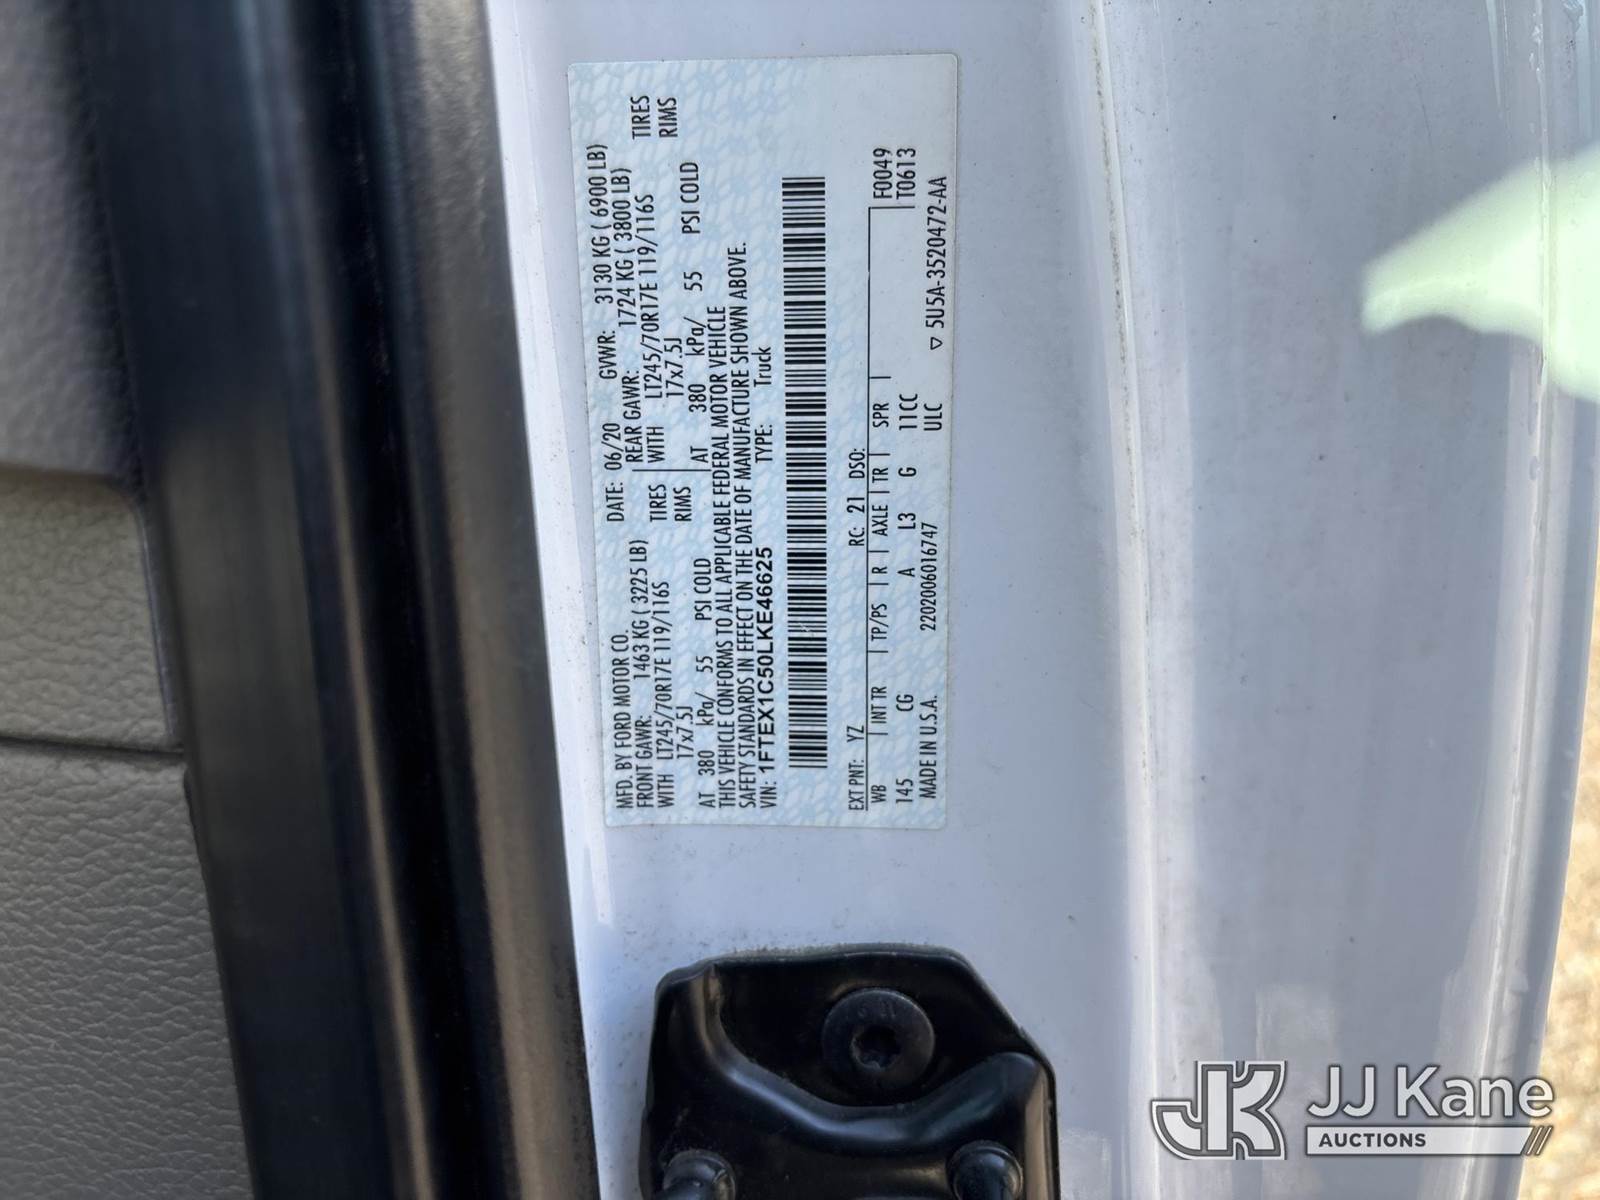 MFD. BY FORD MOTOR CO.
DATE: 06/20 GVWR: 3130 KG ( 6900 LB)
FRONT GAWR: 1463 KG ( 3225 LB)
REAR GAWR: 1724 KG ( 3800 LB)
WITH LT245/70R17E 119/116S TIRES
WITH LT245/70R17E 119/116S TIRES
17x7.5J RIMS
17x7.5J RIMS
AT 380 kPa/ 55 PSI COLD
AT 380 kPa/ 55 PSI COLD
THIS VEHICLE CONFORMS TO ALL APPLICABLE FEDERAL MOTOR VEHICLE
SAFETY STANDARDS IN EFFECT ON THE DATE OF MANUFACTURE SHOWN ABOVE.
VIN: 1FTEX1C50LKE46625 TYPE: Truck
EXT PNT: YZ RC: 21 DSO: F0049
WB INT TR TP/PS R AXLE TR SPR T0613
145 CG A L3 G 11CC
MADE IN U.S.A. 2202006016747 ULC ▽ 5U5A-3520472-AA
JK JJ Kane
AUCTIONS